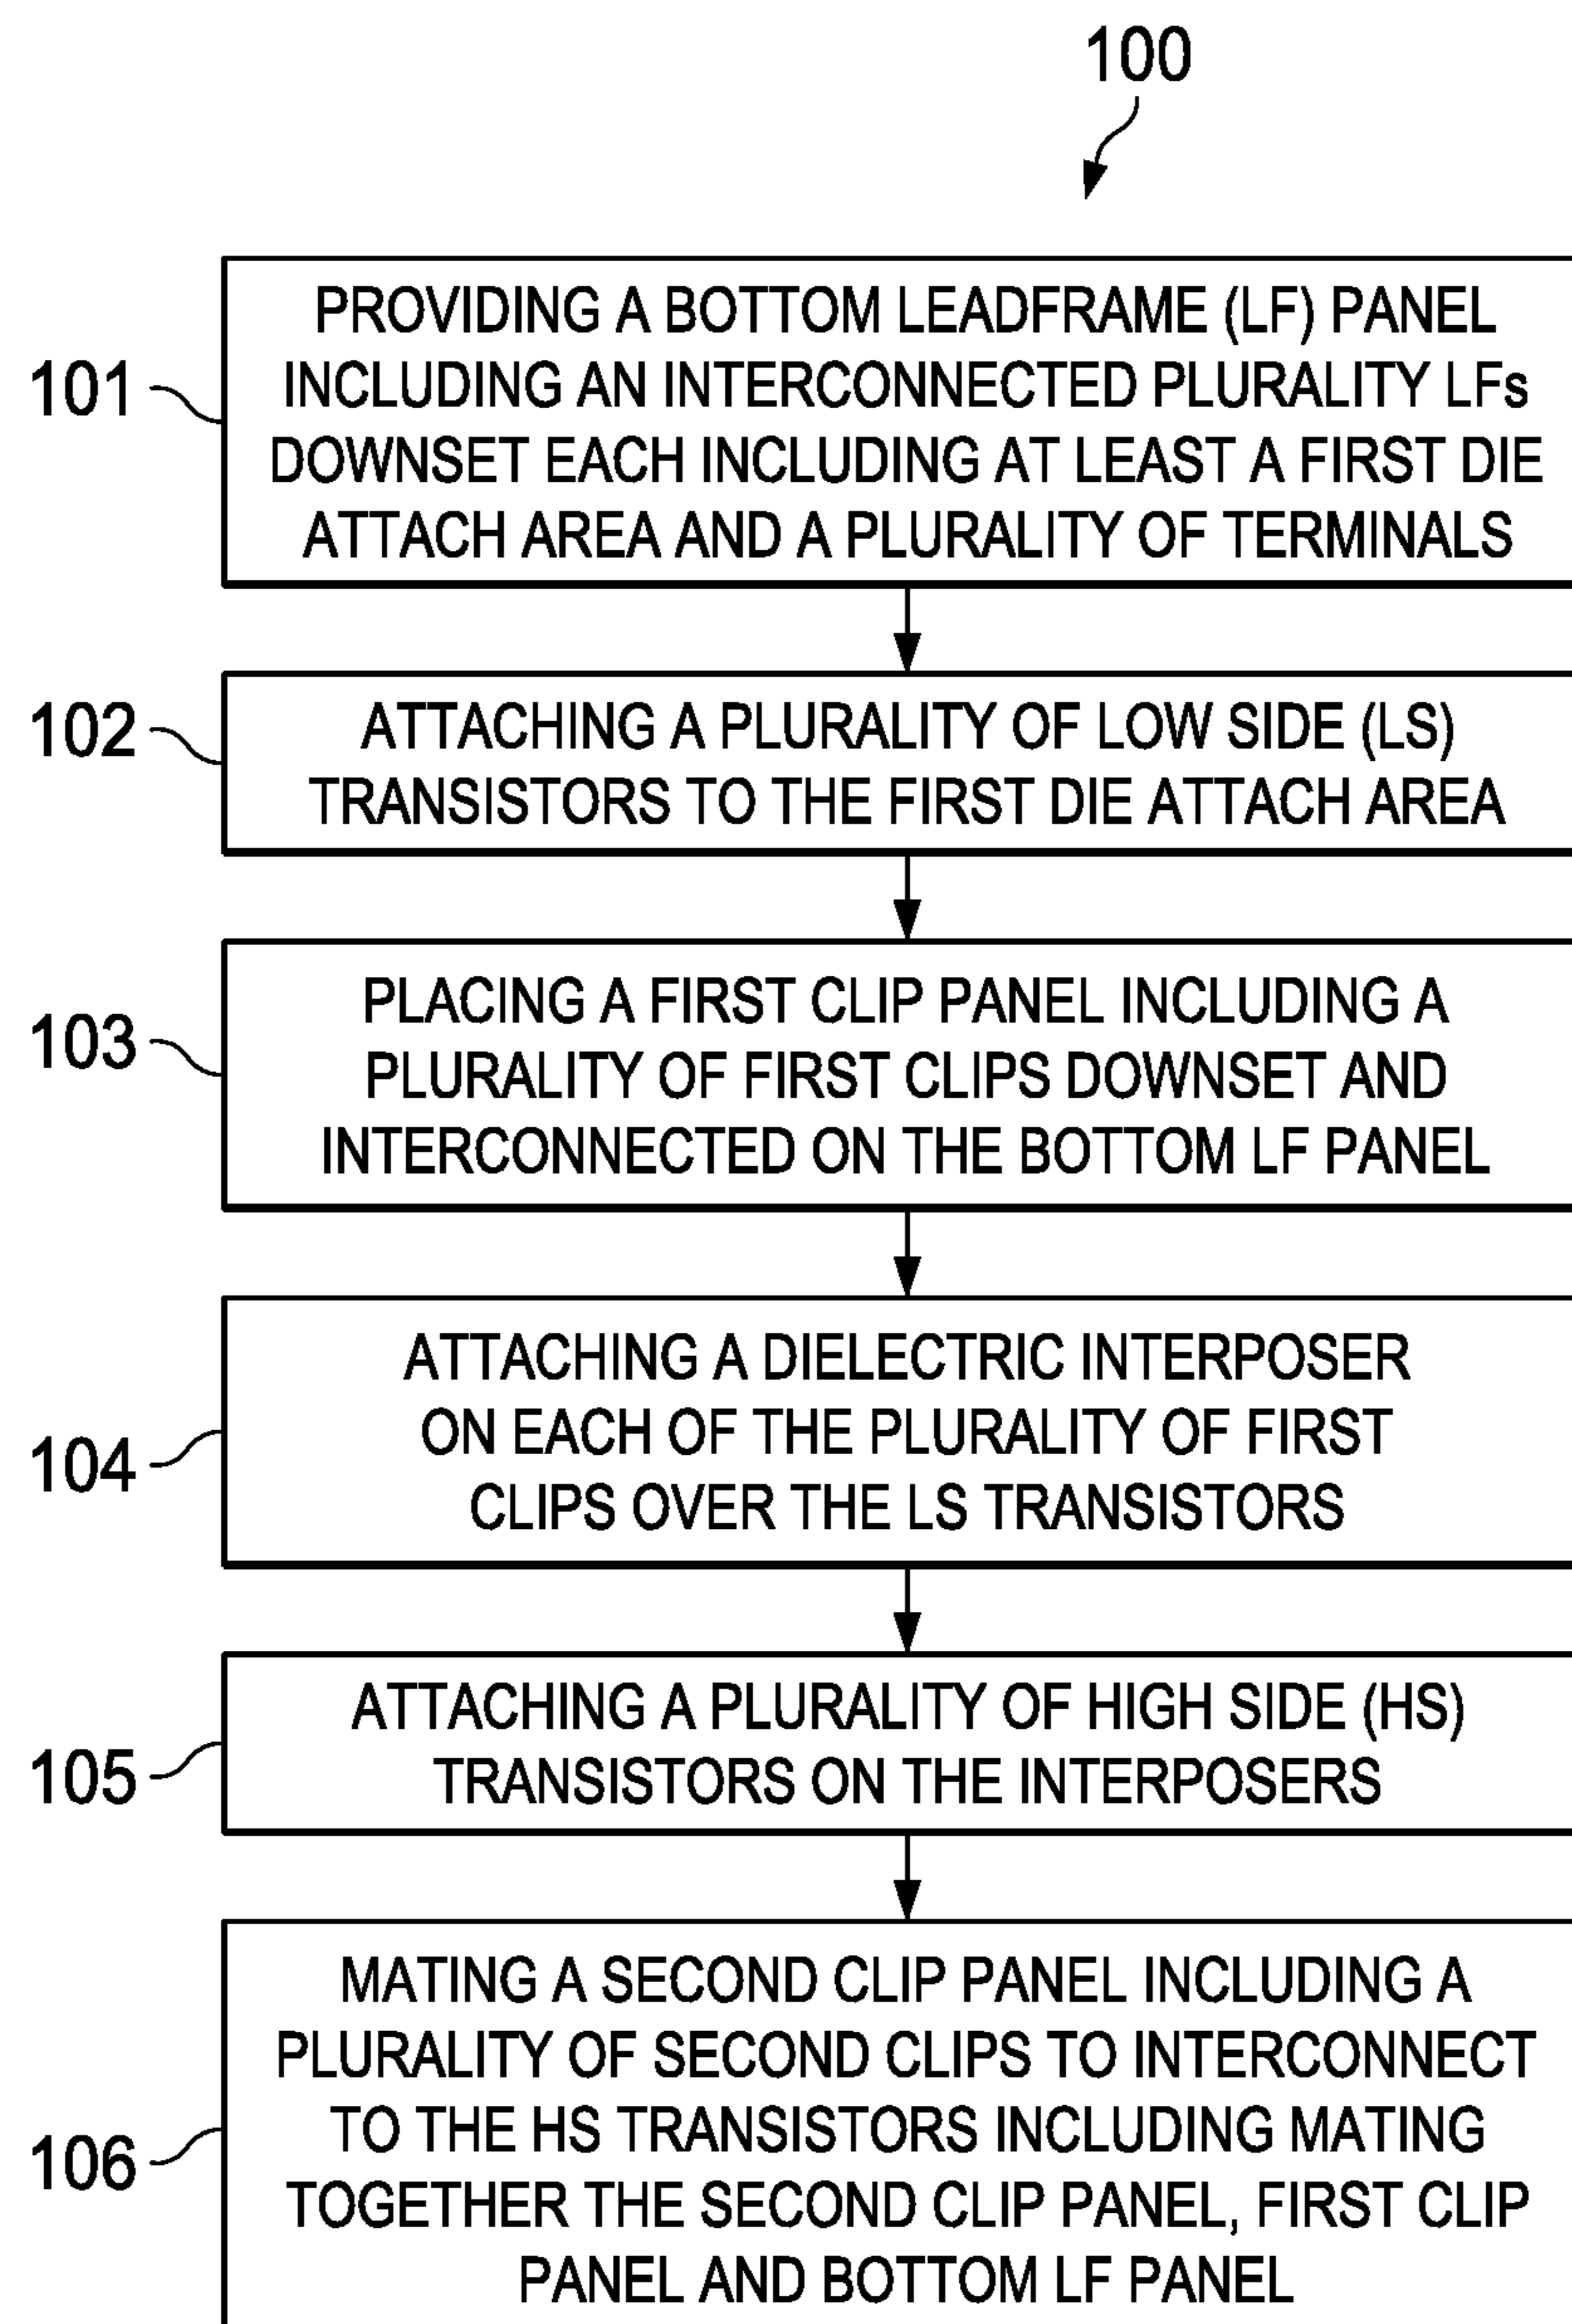 100
101
PROVIDING A BOTTOM LEADFRAME (LF) PANEL
INCLUDING AN INTERCONNECTED PLURALITY LFs
DOWNSET EACH INCLUDING AT LEAST A FIRST DIE
ATTACH AREA AND A PLURALITY OF TERMINALS
102
ATTACHING A PLURALITY OF LOW SIDE (LS)
TRANSISTORS TO THE FIRST DIE ATTACH AREA
103
PLACING A FIRST CLIP PANEL INCLUDING A
PLURALITY OF FIRST CLIPS DOWNSET AND
INTERCONNECTED ON THE BOTTOM LF PANEL
104
ATTACHING A DIELECTRIC INTERPOSER
ON EACH OF THE PLURALITY OF FIRST
CLIPS OVER THE LS TRANSISTORS
105
ATTACHING A PLURALITY OF HIGH SIDE (HS)
TRANSISTORS ON THE INTERPOSERS
106
MATING A SECOND CLIP PANEL INCLUDING A
PLURALITY OF SECOND CLIPS TO INTERCONNECT
TO THE HS TRANSISTORS INCLUDING MATING
TOGETHER THE SECOND CLIP PANEL, FIRST CLIP
PANEL AND BOTTOM LF PANEL